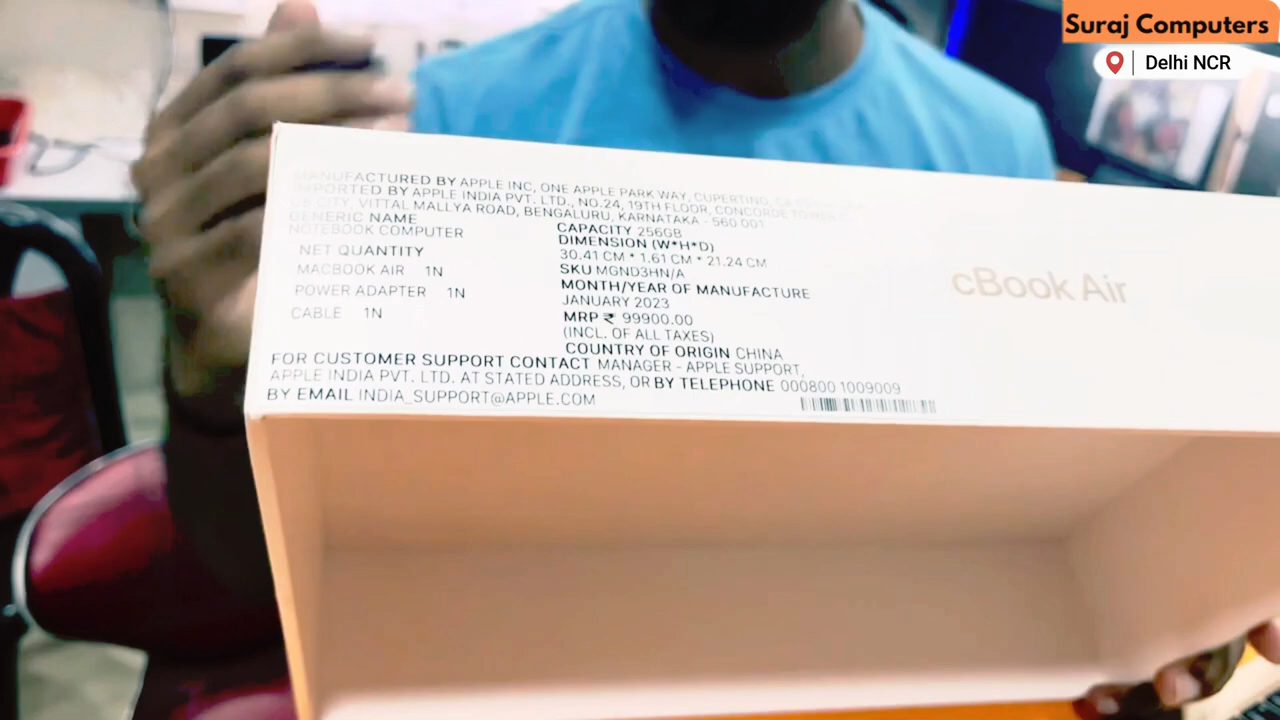 Suraj Computers
Delhi NCR
MANUFACTURED BY APPLE INC, ONE APPLE PARK WAY, CUPERTINO,
IMPORTED BY APPLE INDIA PVT. LTD., NO.24, 19TH FLOOR, CONCORDE
CITY, VITTAL MALLYA ROAD, BENGALURU, KARNATAKA - 560 001
GENERIC NAME
NOTEBOOK COMPUTER
NET QUANTITY
MACBOOK AIR 1N
POWER ADAPTER 1N
CABLE 1N
CAPACITY 256GB
DIMENSION (W*H*D)
30.41 CM * 1.61 CM * 21.24 CM
SKU MGND3HN/A
MONTH/YEAR OF MANUFACTURE
JANUARY 2023
MRP ₹ 99900.00
(INCL. OF ALL TAXES)
COUNTRY OF ORIGIN CHINA
FOR CUSTOMER SUPPORT CONTACT MANAGER - APPLE SUPPORT,
APPLE INDIA PVT. LTD. AT STATED ADDRESS, OR BY TELEPHONE 000800 1009009
BY EMAIL INDIA_SUPPORT@APPLE.COM
cBook Air